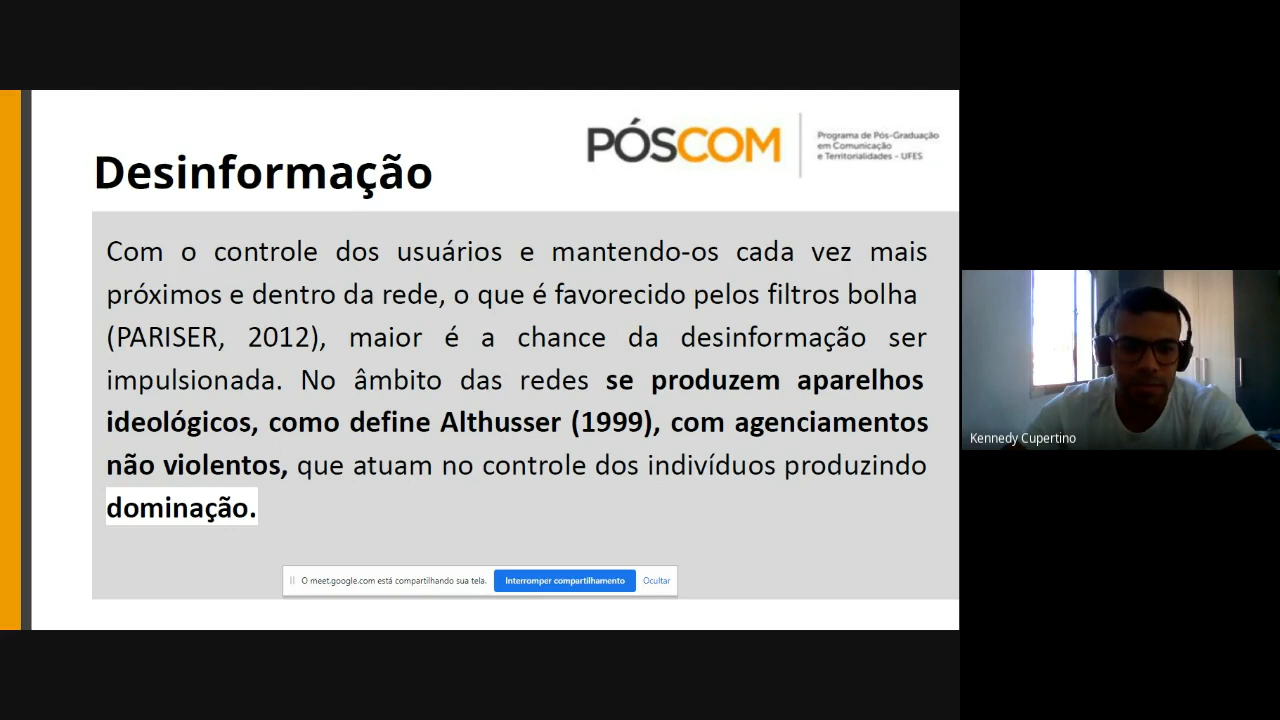 PÓSCOM
Programa de Pós-Graduação
em Comunicação
e Territorialidades - UFES
Desinformação
Com o controle dos usuários e mantendo-os cada vez mais
próximos e dentro da rede, o que é favorecido pelos filtros bolha
(PARISER, 2012), maior é a chance da desinformação ser
impulsionada. No âmbito das redes se produzem aparelhos
ideológicos, como define Althusser (1999), com agenciamentos
não violentos, que atuam no controle dos indivíduos produzindo
dominação.
O meet.google.com está compartilhando sua tela.
Interromper compartilhamento
Ocultar
Kennedy Cupertino